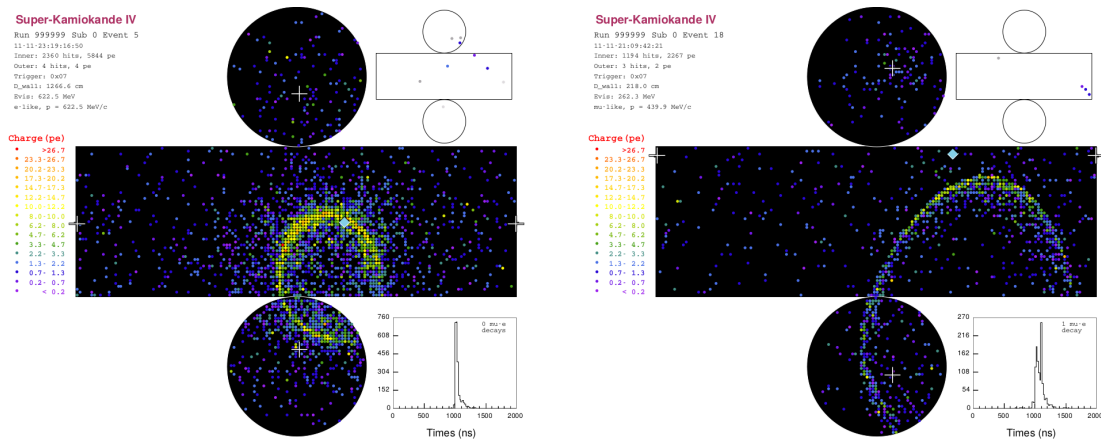 Super-Kamiokande IV
Run 999999 Sub 0 Event 5
11-11-23:19:16:50
Inner: 2360 hits, 5844 pe
Outer: 4 hits, 4 pe
Trigger: 0x07
D_wall: 1266.6 cm
Evis: 622.5 MeV
e-like, p = 622.5 MeV/c
Charge(pe)
>26.7
23.3-26.7
20.2-23.3
17.3-20.2
14.7-17.3
12.2-14.7
10.0-12.2
8.0-10.0
6.2- 8.0
4.7- 6.2
3.3- 4.7
2.2- 3.3
1.3- 2.2
0.7- 1.3
0.2- 0.7
< 0.2
0 mu-e
decays
760
608
456
304
152
0
0 500 1000 1500 2000
Times (ns)
Super-Kamiokande IV
Run 999999 Sub 0 Event 18
11-11-21:09:42:21
Inner: 1194 hits, 2267 pe
Outer: 3 hits, 2 pe
Trigger: 0x07
D_wall: 218.0 cm
Evis: 262.3 MeV
mu-like, p = 439.9 MeV/c
Charge(pe)
>26.7
23.3-26.7
20.2-23.3
17.3-20.2
14.7-17.3
12.2-14.7
10.0-12.2
8.0-10.0
6.2- 8.0
4.7- 6.2
3.3- 4.7
2.2- 3.3
1.3- 2.2
0.7- 1.3
0.2- 0.7
< 0.2
1 mu-e
decay
270
216
162
108
54
0
0 500 1000 1500 2000
Times (ns)